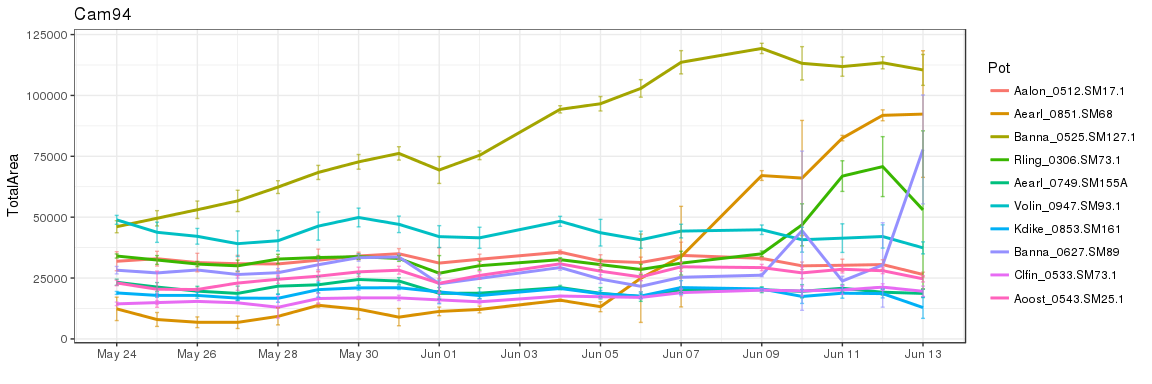 Cam94
TotalArea
125000
100000
75000
50000
25000
0
May 24
May 26
May 28
May 30
Jun 01
Jun 03
Jun 05
Jun 07
Jun 09
Jun 11
Jun 13
Pot
Aalon_0512.SM17.1
Aearl_0851.SM68
Banna_0525.SM127.1
Rling_0306.SM73.1
Aearl_0749.SM155A
Volin_0947.SM93.1
Kdike_0853.SM161
Banna_0627.SM89
Clfin_0533.SM73.1
Aoost_0543.SM25.1